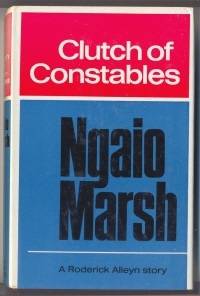 Clutch of
Constables
Ngaio
Marsh
A Roderick Alleyn story